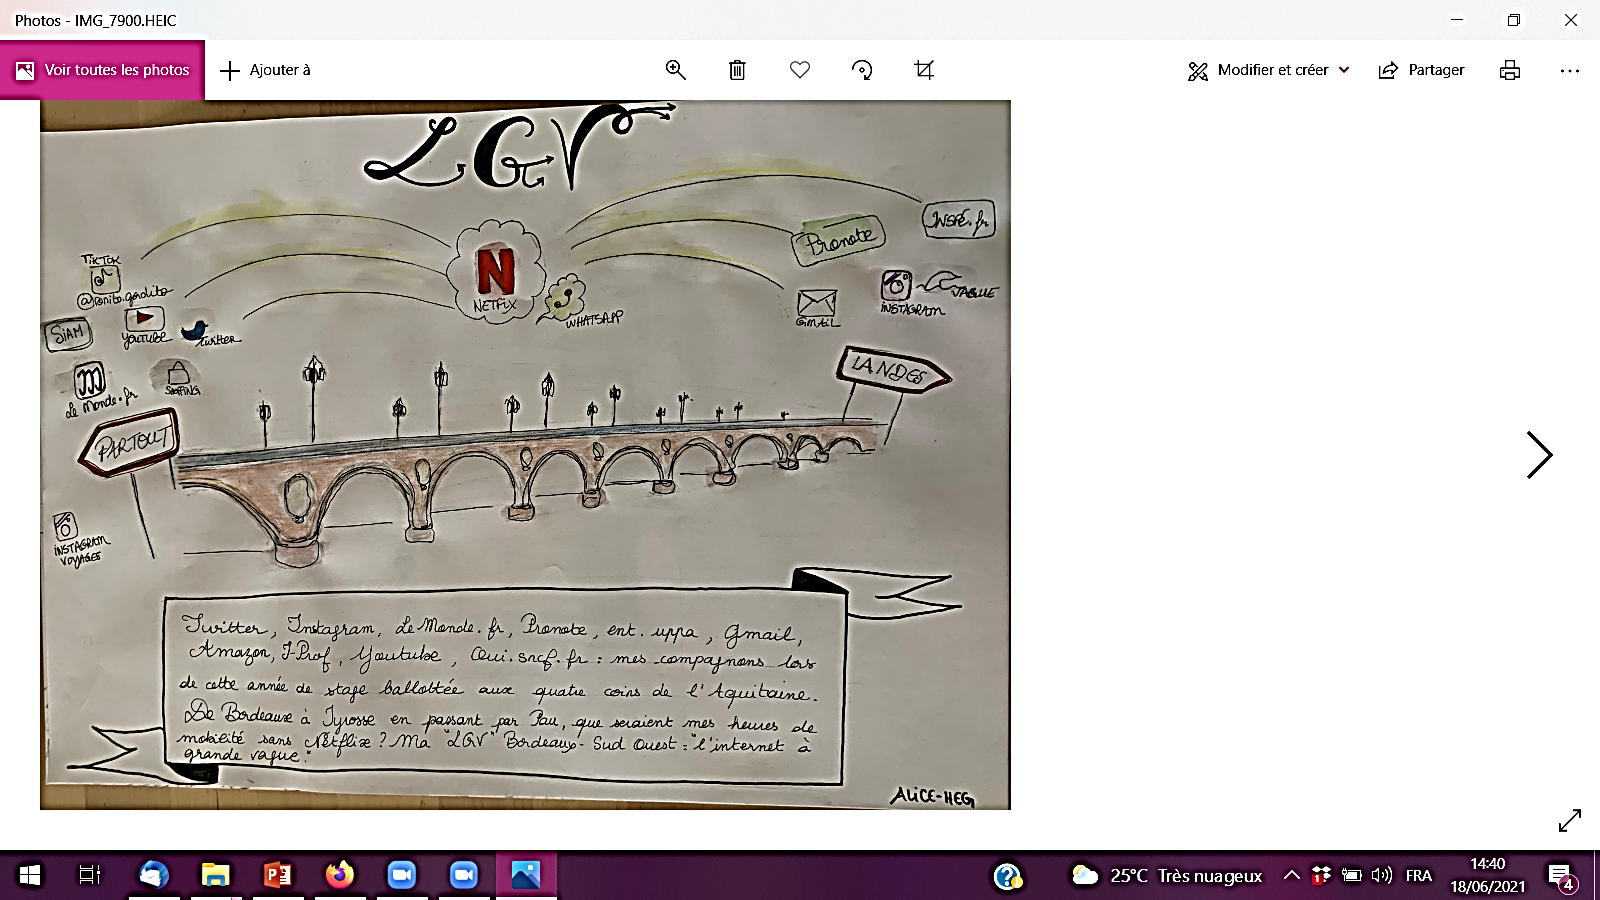 Photos - IMG_7900.HEIC
Voir toutes les photos
Ajouter à
Modifier et créer
Partager
LGV
INSPÉ.fr
Pronote
TIKTOK
NETFLIX
WHATSAPP
GMAIL
INSTAGRAM
SIAM
YOUTUBE
Twitter
Le Monde.fr
SHOPPING
LANDES
PARTOUT
INSTAGRAM
VOYAGES
Twitter, Instagram, Le Monde.fr, Pronote, ent.uppa, Gmail,
Amazon, I-Prof, Youtube, Oui.sncf.fr : mes compagnons lors
de cette année de stage ballottée aux quatre coins de l'Aquitaine.
De Bordeaux à Tyrosse en passant par Pau, que seraient mes heures de
mobilité sans Netflix ? Ma "LGV" Bordeaux-Sud Ouest : "l'internet à
grande vague."
ALICE-HEG
25°C Très nuageux
FRA
14:40
18/06/2021
4